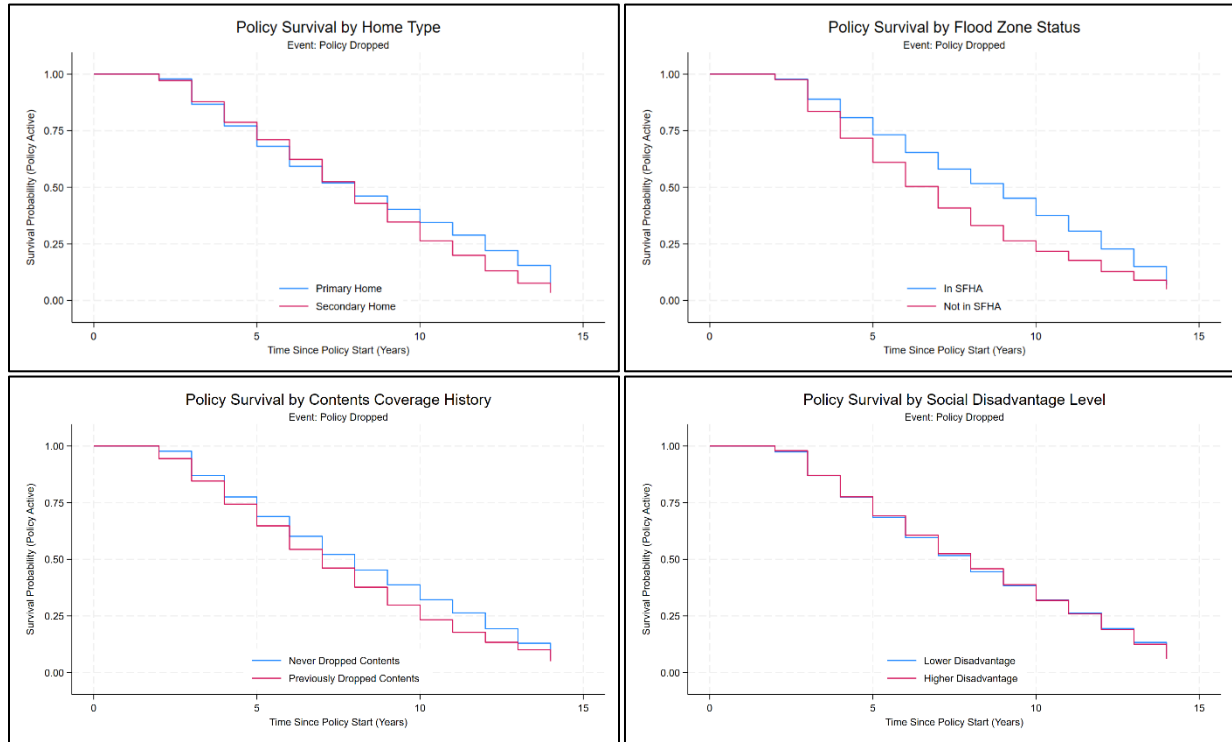 Policy Survival by Home Type
Event: Policy Dropped
Survival Probability (Policy Active)
1.00
0.75
0.50
0.25
0.00
Primary Home
Secondary Home
0 5 10 15
Time Since Policy Start (Years)
Policy Survival by Flood Zone Status
Event: Policy Dropped
Survival Probability (Policy Active)
1.00
0.75
0.50
0.25
0.00
In SFHA
Not in SFHA
0 5 10 15
Time Since Policy Start (Years)
Policy Survival by Contents Coverage History
Event: Policy Dropped
Survival Probability (Policy Active)
1.00
0.75
0.50
0.25
0.00
Never Dropped Contents
Previously Dropped Contents
0 5 10 15
Time Since Policy Start (Years)
Policy Survival by Social Disadvantage Level
Event: Policy Dropped
Survival Probability (Policy Active)
1.00
0.75
0.50
0.25
0.00
Lower Disadvantage
Higher Disadvantage
0 5 10 15
Time Since Policy Start (Years)